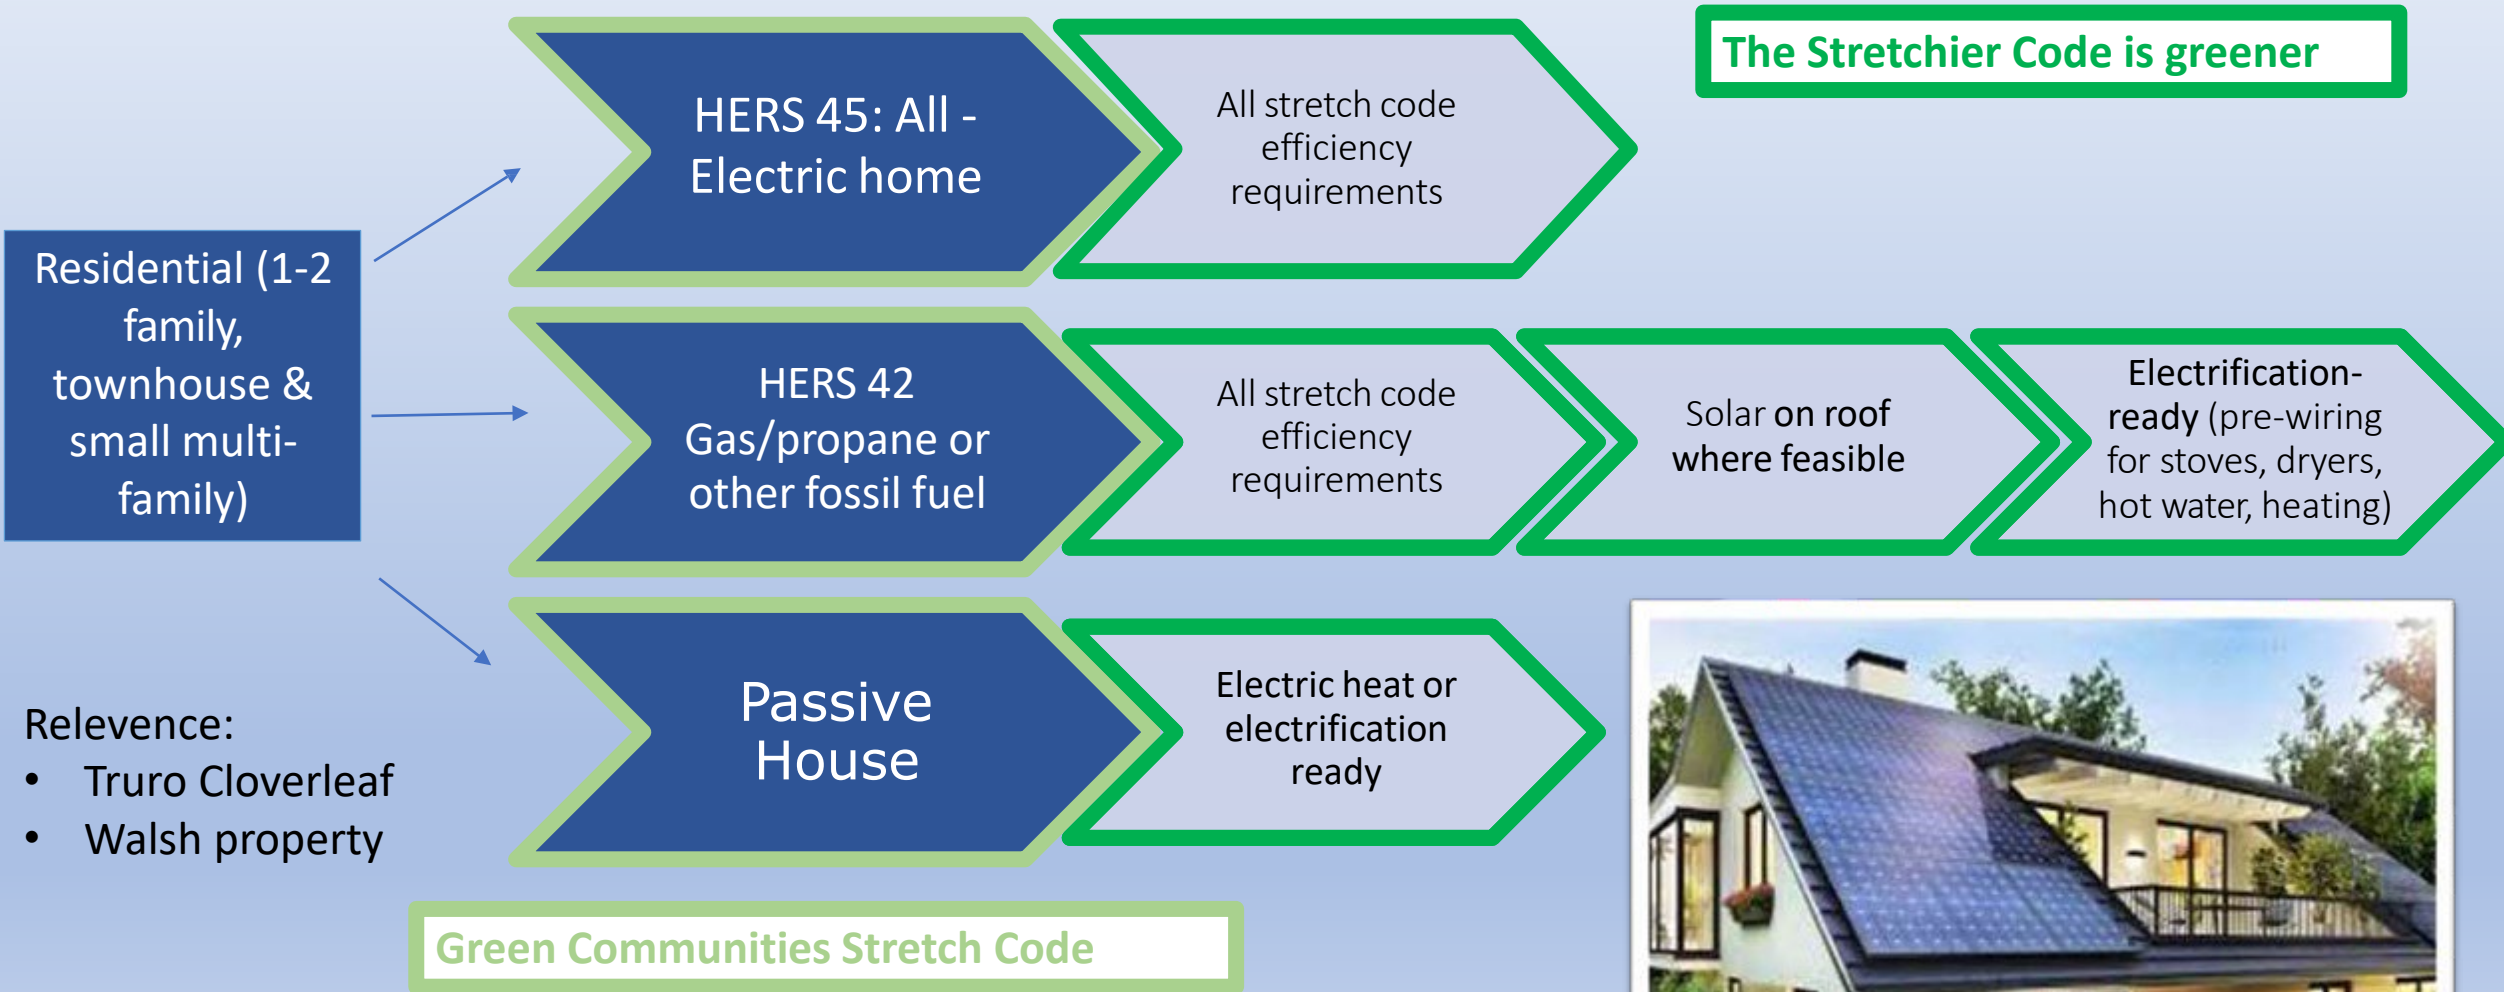 The Stretchier Code is greener
HERS 45: All -
Electric home
All stretch code
efficiency
requirements
Residential (1-2
family,
townhouse &
small multi-
family)
HERS 42
Gas/propane or
other fossil fuel
All stretch code
efficiency
requirements
Solar on roof
where feasible
Electrification-
ready (pre-wiring
for stoves, dryers,
hot water, heating)
Passive
House
Electric heat or
electrification
ready
Relevence:
• Truro Cloverleaf
• Walsh property
Green Communities Stretch Code